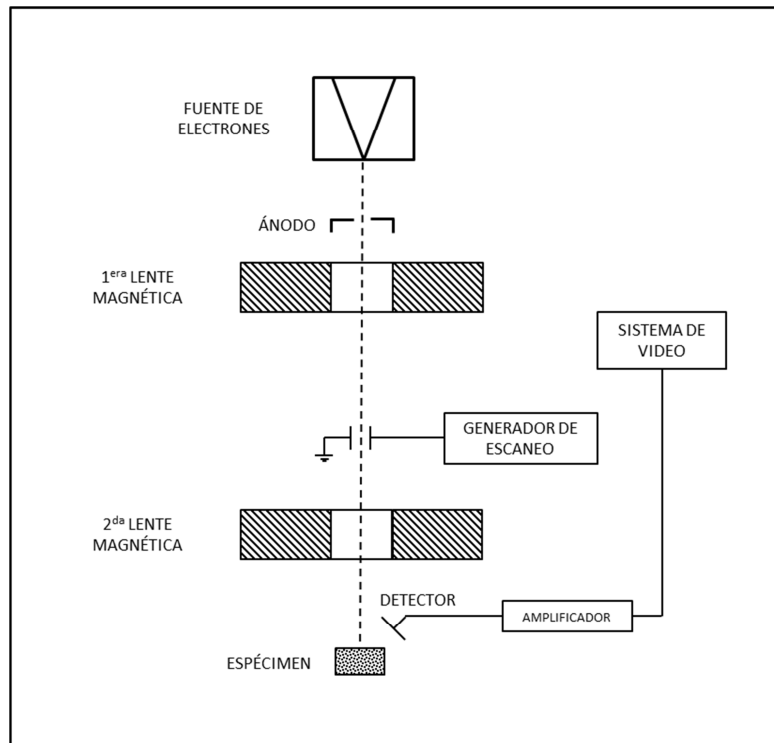 FUENTE DE
ELECTRONES
ÁNODO
1era LENTE
MAGNÉTICA
SISTEMA DE
VIDEO
GENERADOR DE
ESCANEO
2da LENTE
MAGNÉTICA
DETECTOR
AMPLIFICADOR
ESPÉCIMEN